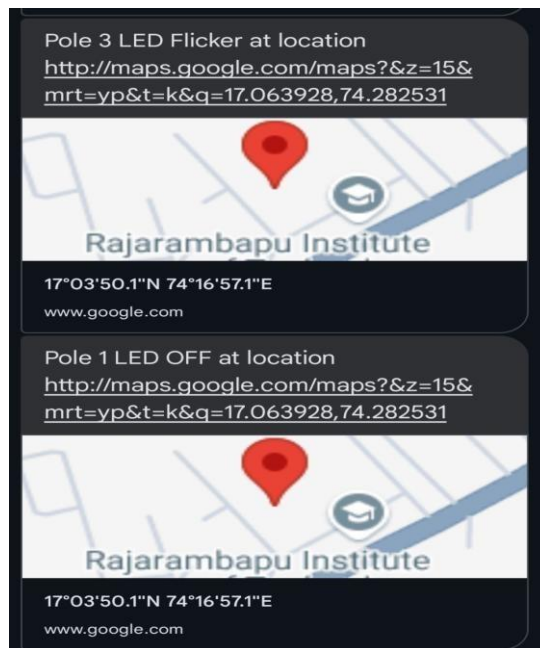 Pole 3 LED Flicker at location
http://maps.google.com/maps?&z=15&
mrt=yp&t=k&q=17.063928,74.282531
Rajarambapu Institute
17°03'50.1"N 74°16'57.1"E
www.google.com
Pole 1 LED OFF at location
http://maps.google.com/maps?&z=15&
mrt=yp&t=k&q=17.063928,74.282531
Rajarambapu Institute
17°03'50.1"N 74°16'57.1"E
www.google.com